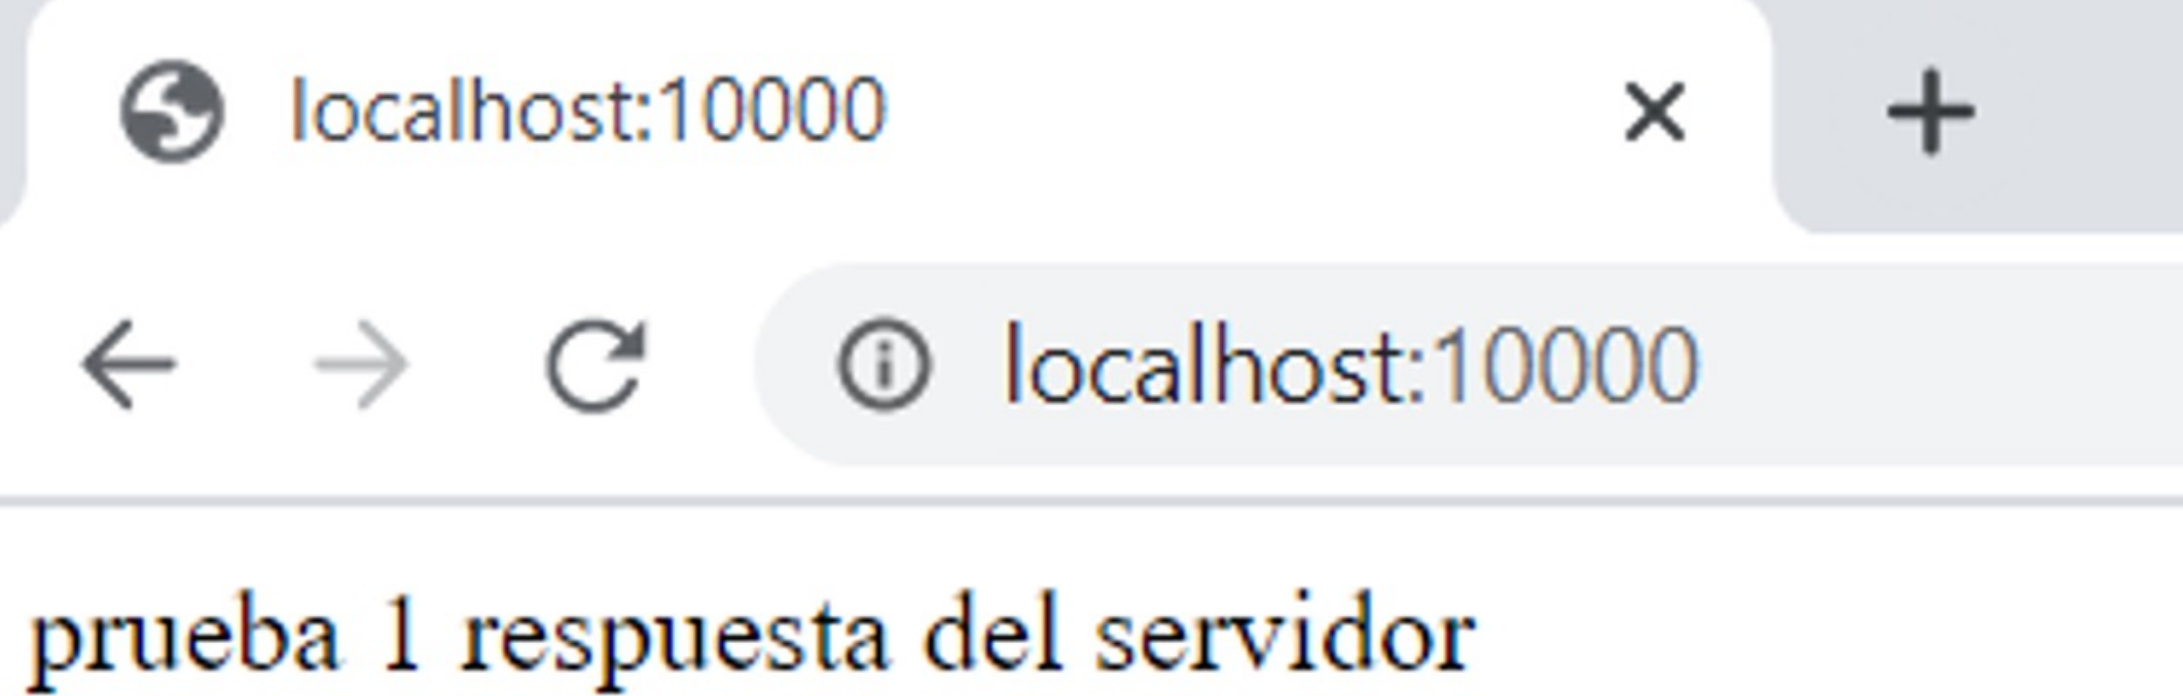 localhost:10000
localhost:10000
prueba 1 respuesta del servidor